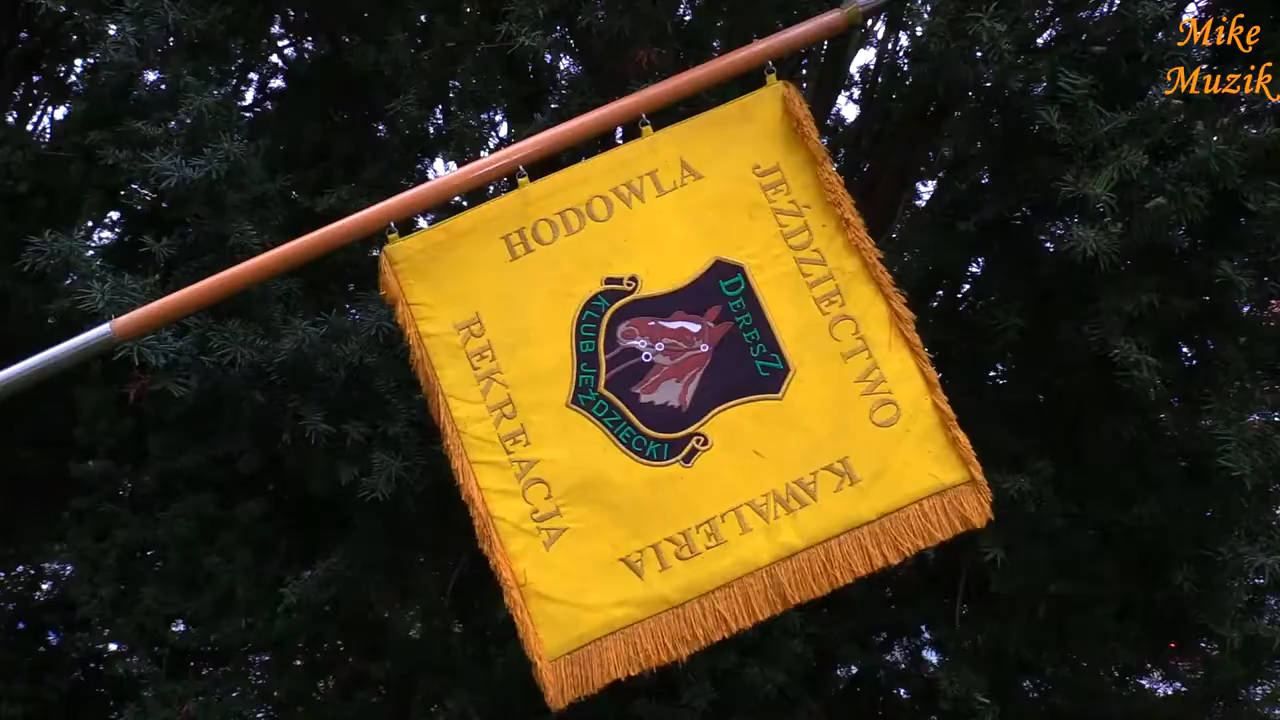 Mike
Muzik
HODOWLA
JEŹDZIECTWO
KAWALERIA
REKREACJA
DERESZ
KLUB JEŹDZIECKI